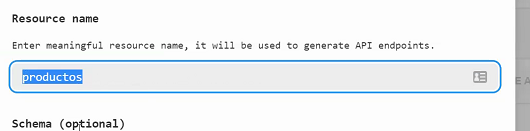 Resource name
Enter meaningful resource name, it will be used to generate API endpoints.
productos
Schema (optional)